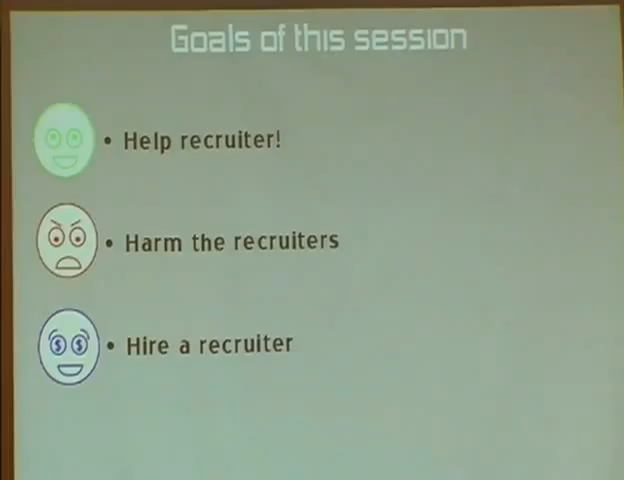 Goals of this session
• Help recruiter!
• Harm the recruiters
$ $
• Hire a recruiter